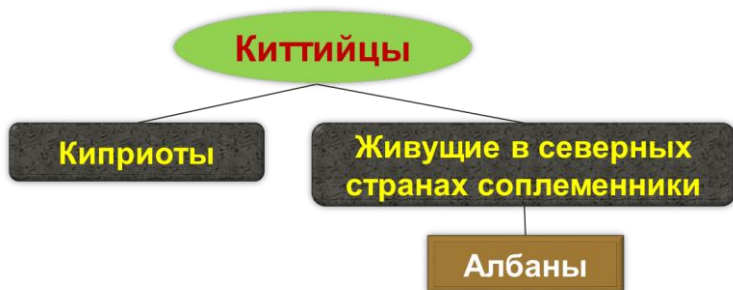 Киттийцы
Киприоты
Живущие в северных
странах соплеменники
Албаны